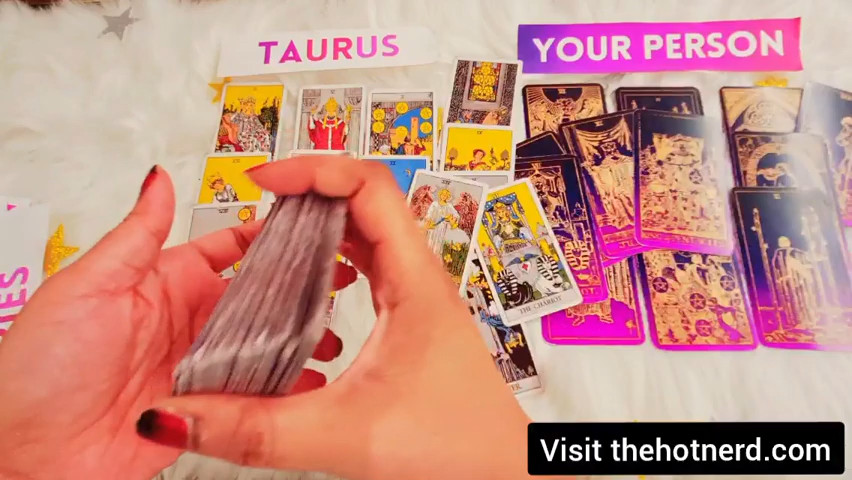 TAURUS
YOUR PERSON
THE CHARIOT
Visit thehotnerd.com